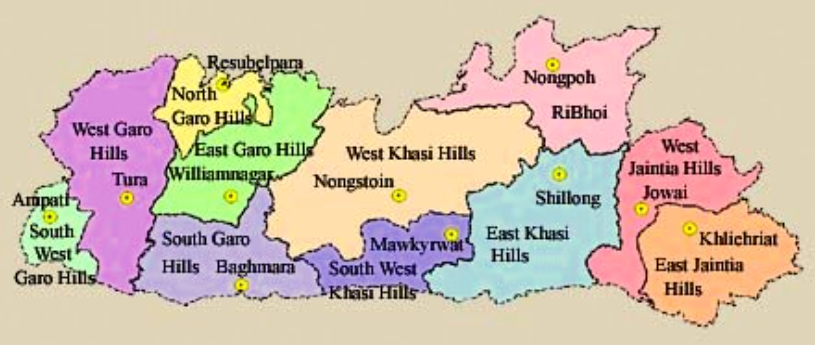 Resubelpara
North
Garo Hills
West Garo
Hills
Tura
East Garo Hills
Williamnagar
Ampati
South
West
Garo Hills
South Garo
Hills
Baghmara
West Khasi Hills
Nongstoin
Mawkyrwat
South West
Khasi Hills
Nongpoh
RiBhoi
Shillong
East Khasi
Hills
West
Jaintia Hills
Jowai
Khliehriat
East Jaintia
Hills